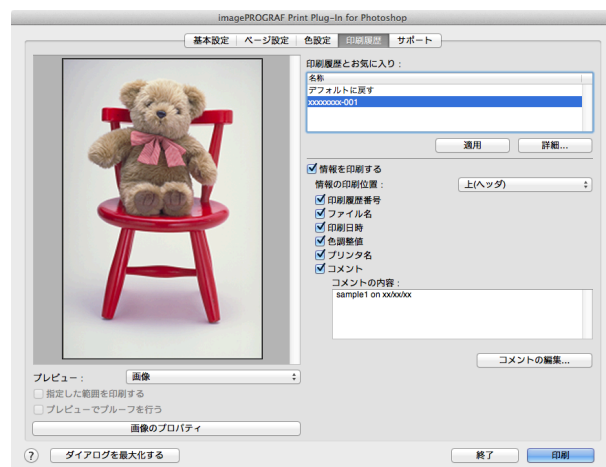 imagePROGRAF Print Plug-In for Photoshop
基本設定 ページ設定 色設定 印刷履歴 サポート
印刷履歴とお気に入り：
名称
デフォルトに戻す
xxxxxxxx-001
適用 詳細...
情報を印刷する
情報の印刷位置： 上(ヘッダ)
印刷履歴番号
ファイル名
印刷日時
色調整値
プリンタ名
コメント
コメントの内容：
sample1 on xx/xx/xx
コメントの編集...
プレビュー： 画像
指定した範囲を印刷する
プレビューでプルーフを行う
画像のプロパティ
? ダイアログを最大化する 終了 印刷